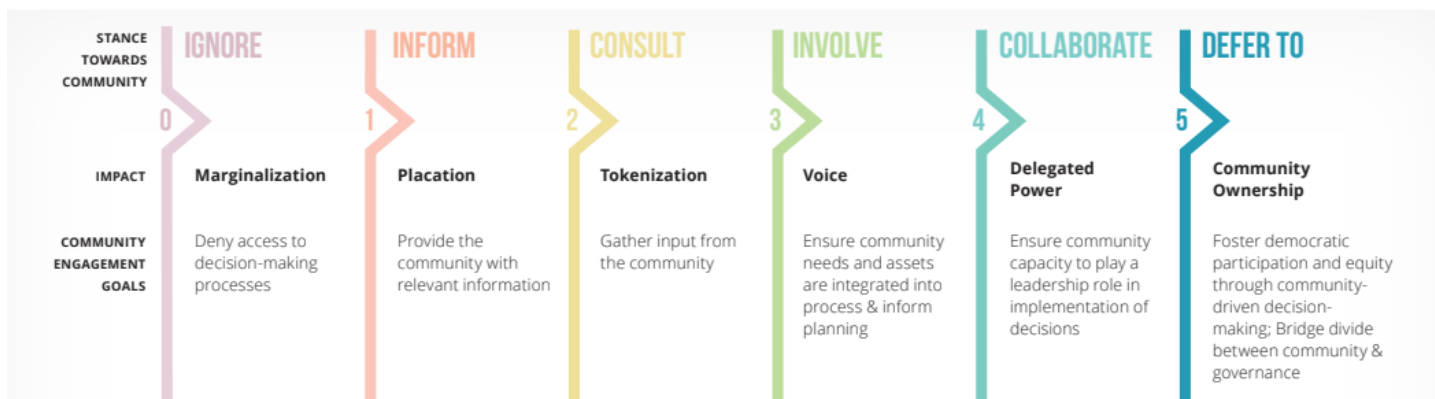 STANCE
TOWARDS
COMMUNITY
IGNORE
INFORM
CONSULT
INVOLVE
COLLABORATE
DEFER TO
0
1
2
3
4
5
IMPACT
Marginalization
Placation
Tokenization
Voice
Delegated
Power
Community
Ownership
COMMUNITY
ENGAGEMENT
GOALS
Deny access to
decision-making
processes
Provide the
community with
relevant information
Gather input from
the community
Ensure community
needs and assets
are integrated into
process & inform
planning
Ensure community
capacity to play a
leadership role in
implementation of
decisions
Foster democratic
participation and equity
through community-
driven decision-
making; Bridge divide
between community &
governance